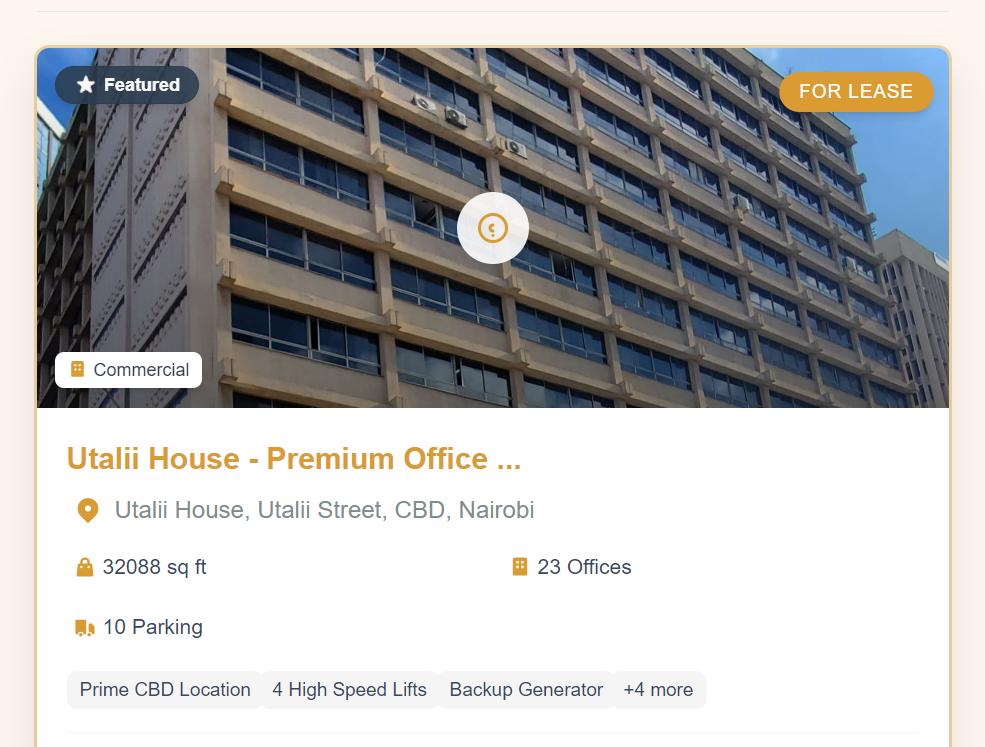 Featured
FOR LEASE
Commercial
Utalii House - Premium Office ...
Utalii House, Utalii Street, CBD, Nairobi
32088 sq ft
23 Offices
10 Parking
Prime CBD Location
4 High Speed Lifts
Backup Generator
+4 more